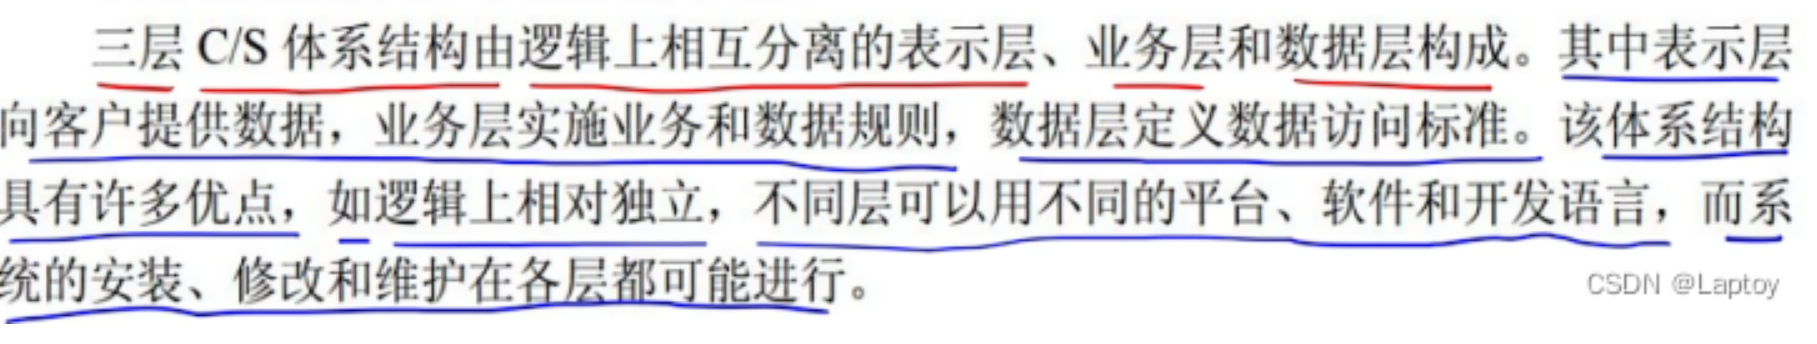 三层 C/S 体系结构由逻辑上相互分离的表示层、业务层和数据层构成。其中表示层
向客户提供数据，业务层实施业务和数据规则，数据层定义数据访问标准。该体系结构
具有许多优点，如逻辑上相对独立，不同层可以用不同的平台、软件和开发语言，而系
统的安装、修改和维护在各层都可能进行。
CSDN @Laptoy